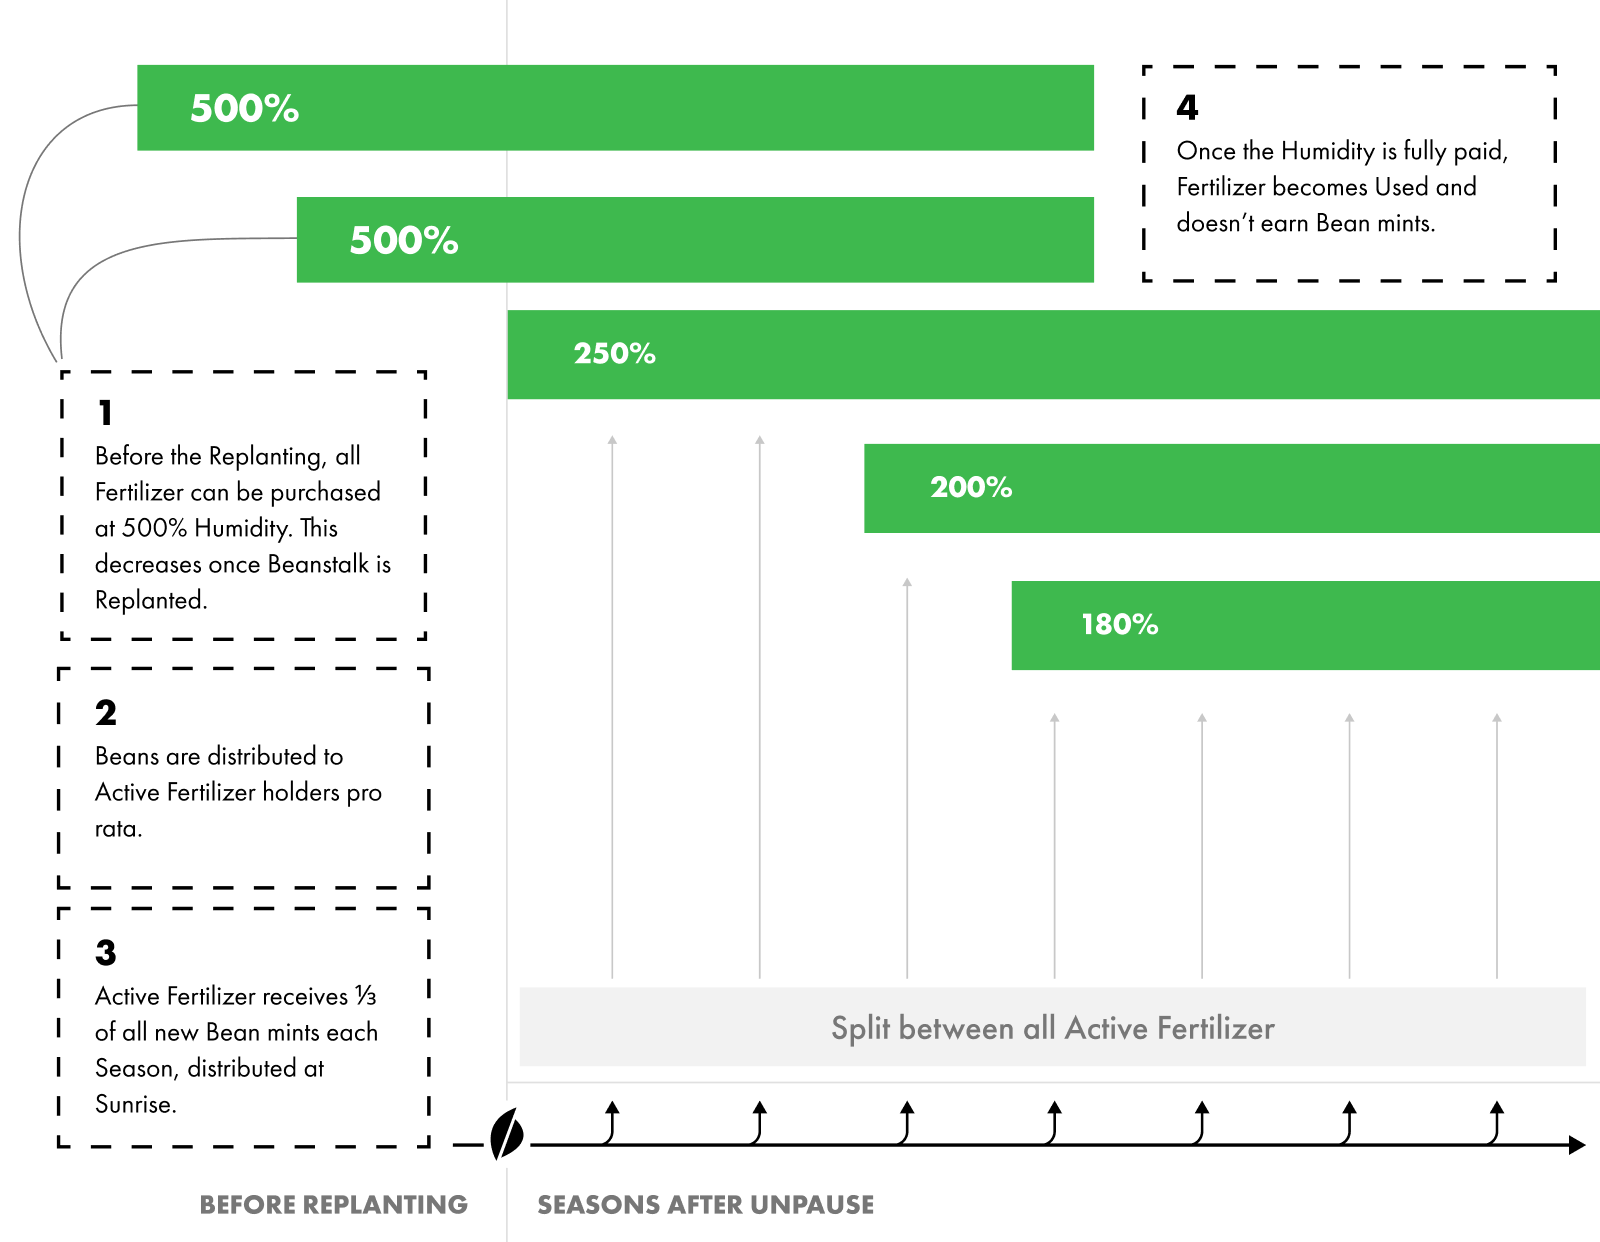 500%
4
Once the Humidity is fully paid,
Fertilizer becomes Used and
doesn’t earn Bean mints.
500%
250%
1
Before the Replanting, all
Fertilizer can be purchased
at 500% Humidity. This
decreases once Beanstalk is
Replanted.
200%
180%
2
Beans are distributed to
Active Fertilizer holders pro
rata.
3
Active Fertilizer receives ⅓
of all new Bean mints each
Season, distributed at
Sunrise.
Split between all Active Fertilizer
BEFORE REPLANTING
SEASONS AFTER UNPAUSE